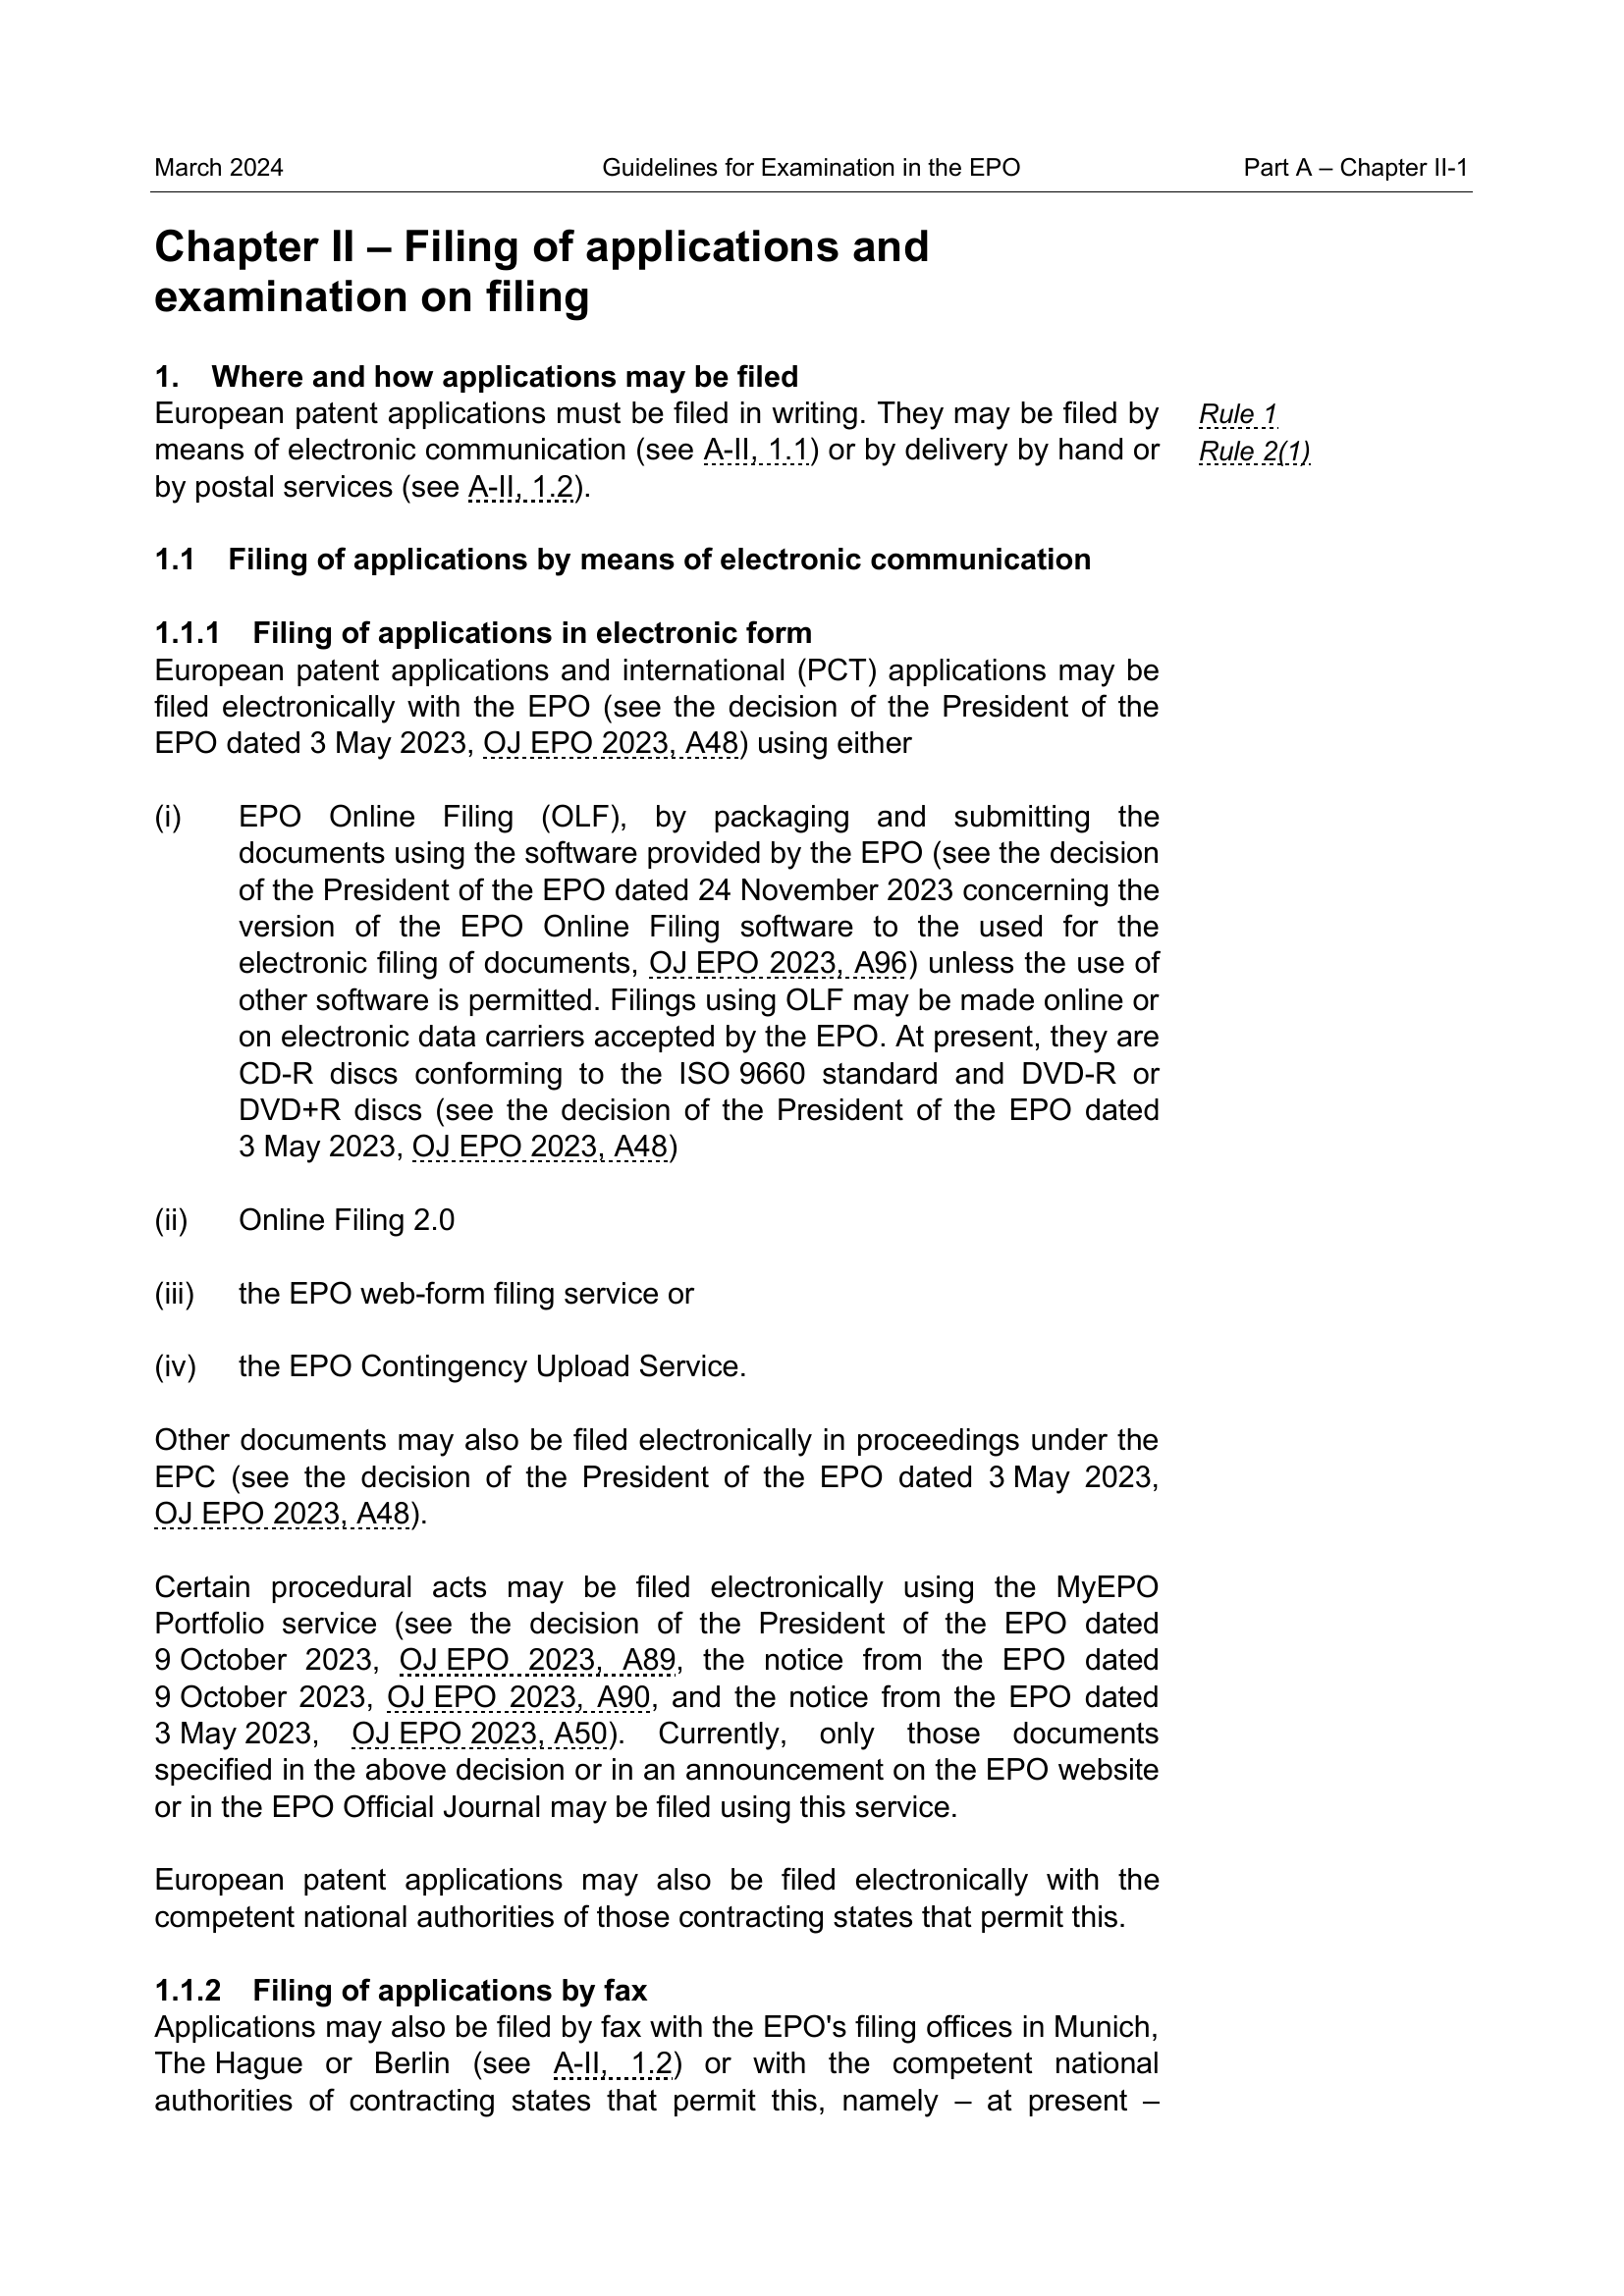 March 2024 Guidelines for Examination in the EPO Part A – Chapter II-1
Chapter II – Filing of applications and
examination on filing
1. Where and how applications may be filed
European patent applications must be filed in writing. They may be filed by
means of electronic communication (see A-II, 1.1) or by delivery by hand or
by postal services (see A-II, 1.2).
Rule 1
Rule 2(1)
1.1 Filing of applications by means of electronic communication
1.1.1 Filing of applications in electronic form
European patent applications and international (PCT) applications may be
filed electronically with the EPO (see the decision of the President of the
EPO dated 3 May 2023, OJ EPO 2023, A48) using either
(i) EPO Online Filing (OLF), by packaging and submitting the
documents using the software provided by the EPO (see the decision
of the President of the EPO dated 24 November 2023 concerning the
version of the EPO Online Filing software to the used for the
electronic filing of documents, OJ EPO 2023, A96) unless the use of
other software is permitted. Filings using OLF may be made online or
on electronic data carriers accepted by the EPO. At present, they are
CD-R discs conforming to the ISO 9660 standard and DVD-R or
DVD+R discs (see the decision of the President of the EPO dated
3 May 2023, OJ EPO 2023, A48)
(ii) Online Filing 2.0
(iii) the EPO web-form filing service or
(iv) the EPO Contingency Upload Service.
Other documents may also be filed electronically in proceedings under the
EPC (see the decision of the President of the EPO dated 3 May 2023,
OJ EPO 2023, A48).
Certain procedural acts may be filed electronically using the MyEPO
Portfolio service (see the decision of the President of the EPO dated
9 October 2023, OJ EPO 2023, A89, the notice from the EPO dated
9 October 2023, OJ EPO 2023, A90, and the notice from the EPO dated
3 May 2023, OJ EPO 2023, A50). Currently, only those documents
specified in the above decision or in an announcement on the EPO website
or in the EPO Official Journal may be filed using this service.
European patent applications may also be filed electronically with the
competent national authorities of those contracting states that permit this.
1.1.2 Filing of applications by fax
Applications may also be filed by fax with the EPO's filing offices in Munich,
The Hague or Berlin (see A-II, 1.2) or with the competent national
authorities of contracting states that permit this, namely – at present –